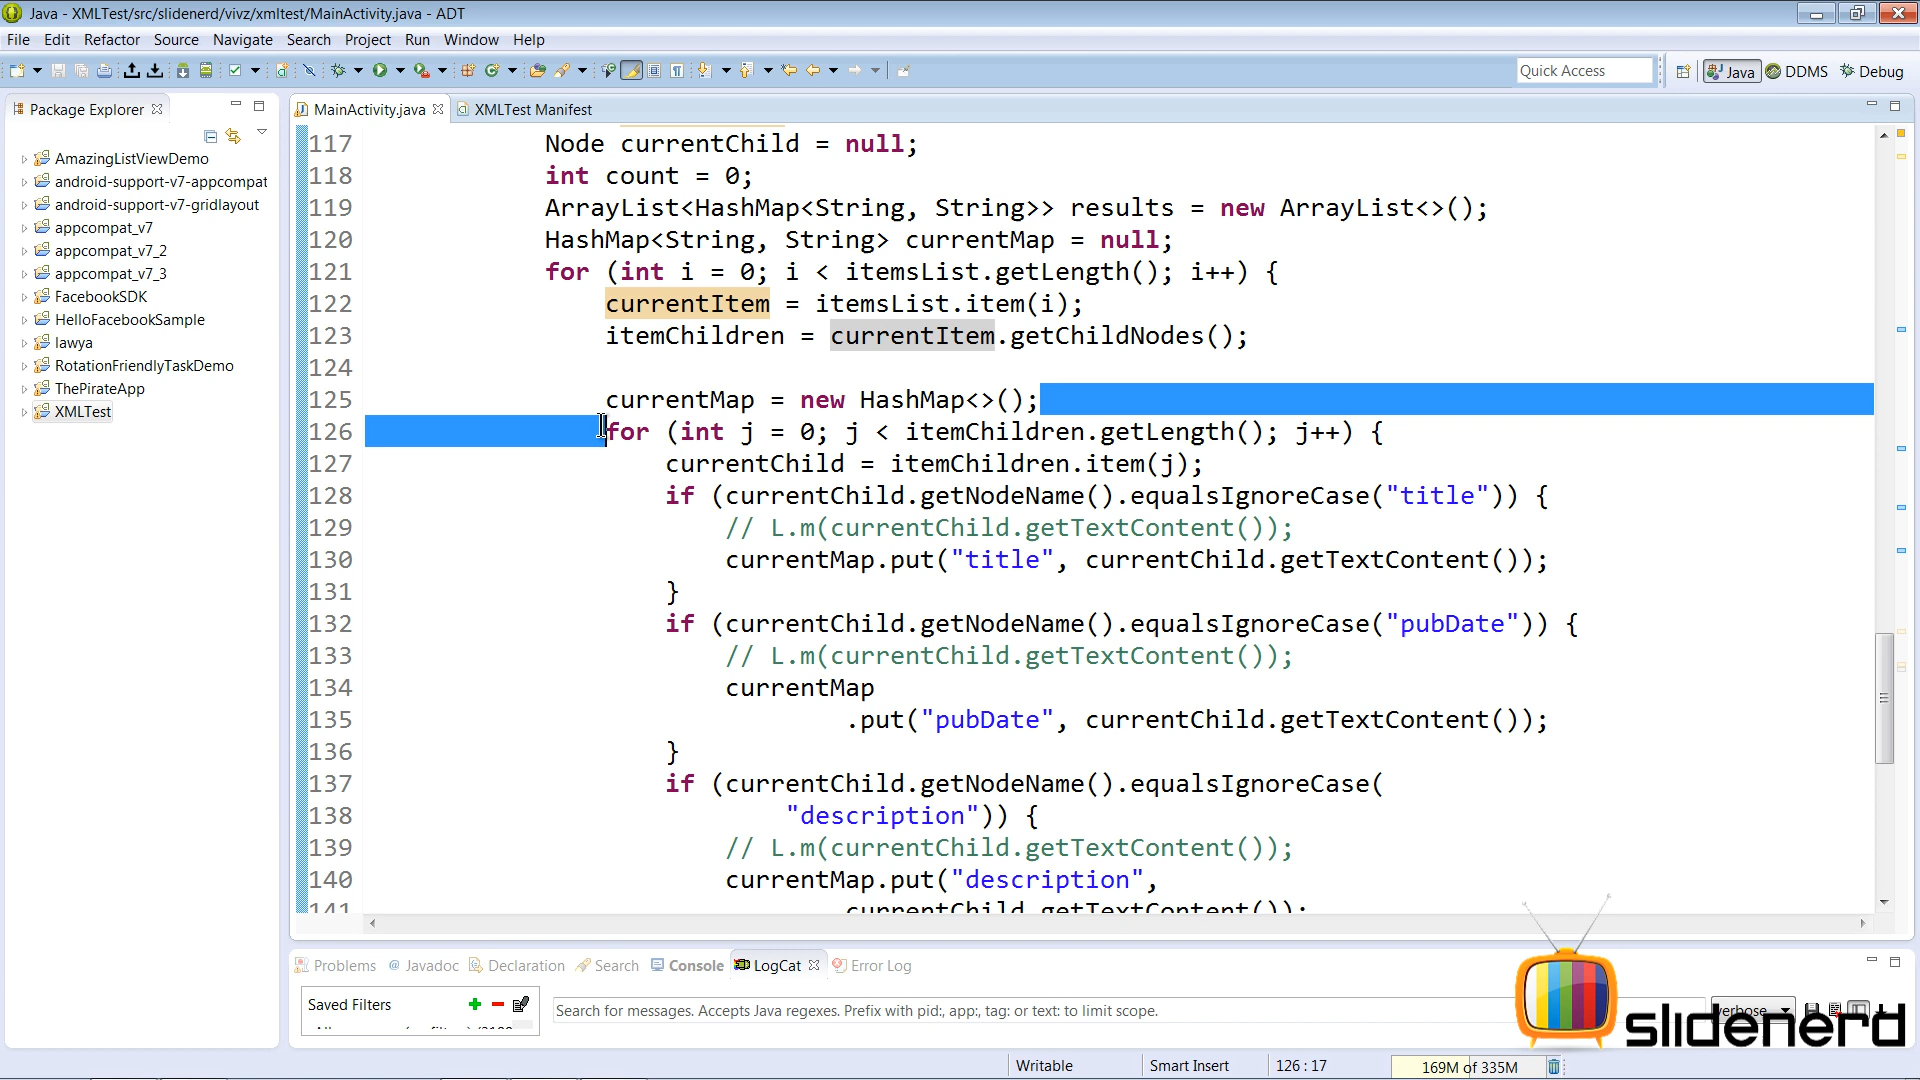 Java - XMLTest/src/slidenerd/vivz/xmltest/MainActivity.java - ADT
File Edit Refactor Source Navigate Search Project Run Window Help
Quick Access
Java DDMS Debug
Package Explorer
MainActivity.java XMLTest Manifest
AmazingListViewDemo
android-support-v7-appcompat
android-support-v7-gridlayout
appcompat_v7
appcompat_v7_2
appcompat_v7_3
FacebookSDK
HelloFacebookSample
lawya
RotationFriendlyTaskDemo
ThePirateApp
XMLTest
117 Node currentChild = null;
118 int count = 0;
119 ArrayList<HashMap<String, String>> results = new ArrayList<>();
120 HashMap<String, String> currentMap = null;
121 for (int i = 0; i < itemsList.getLength(); i++) {
122 currentItem = itemsList.item(i);
123 itemChildren = currentItem.getChildNodes();
124
125 currentMap = new HashMap<>();
126 for (int j = 0; j < itemChildren.getLength(); j++) {
127 currentChild = itemChildren.item(j);
128 if (currentChild.getNodeName().equalsIgnoreCase("title")) {
129 // L.m(currentChild.getTextContent());
130 currentMap.put("title", currentChild.getTextContent());
131 }
132 if (currentChild.getNodeName().equalsIgnoreCase("pubDate")) {
133 // L.m(currentChild.getTextContent());
134 currentMap
135 .put("pubDate", currentChild.getTextContent());
136 }
137 if (currentChild.getNodeName().equalsIgnoreCase(
138 "description")) {
139 // L.m(currentChild.getTextContent());
140 currentMap.put("description",
141 currentChild.getTextContent());
Problems @ Javadoc Declaration Search Console LogCat Error Log
Saved Filters
Search for messages. Accepts Java regexes. Prefix with pid:, app:, tag: or text: to limit scope.
verbose
slidenerd
Writable Smart Insert 126 : 17 169M of 335M